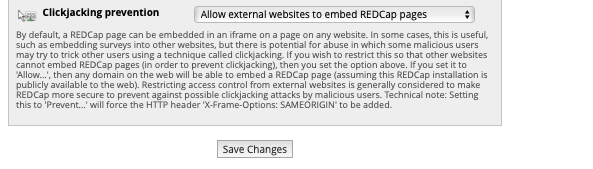 Clickjacking prevention
Allow external websites to embed REDCap pages
By default, a REDCap page can be embedded in an iframe on a page on any website. In some cases, this is useful,
such as embedding surveys into other websites, but there is potential for abuse in which some malicious users
may try to trick other users using a technique called clickjacking. If you wish to restrict this so that other websites
cannot embed REDCap pages (in order to prevent clickjacking), then you set the option above. If you set it to
'Allow...', then any domain on the web will be able to embed a REDCap page (assuming this REDCap installation is
publicly available to the web). Restricting access control from external websites is generally considered to make
REDCap more secure to prevent against possible clickjacking attacks by malicious users. Technical note: Setting
this to 'Prevent...' will force the HTTP header 'X-Frame-Options: SAMEORIGIN' to be added.
Save Changes